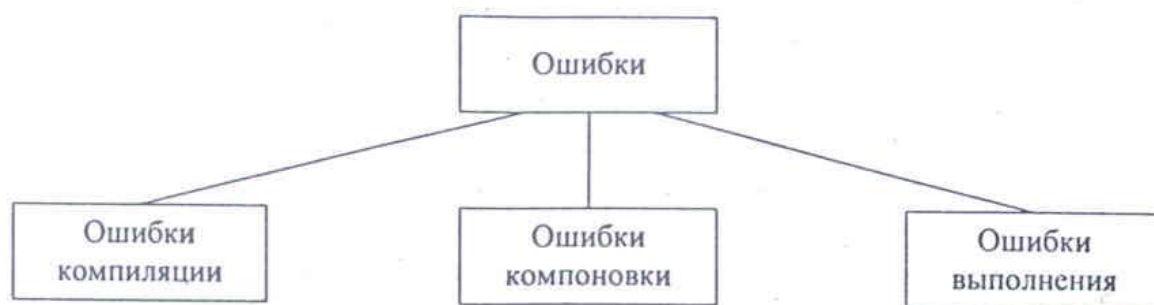 Ошибки
Ошибки
компиляции
Ошибки
компоновки
Ошибки
выполнения